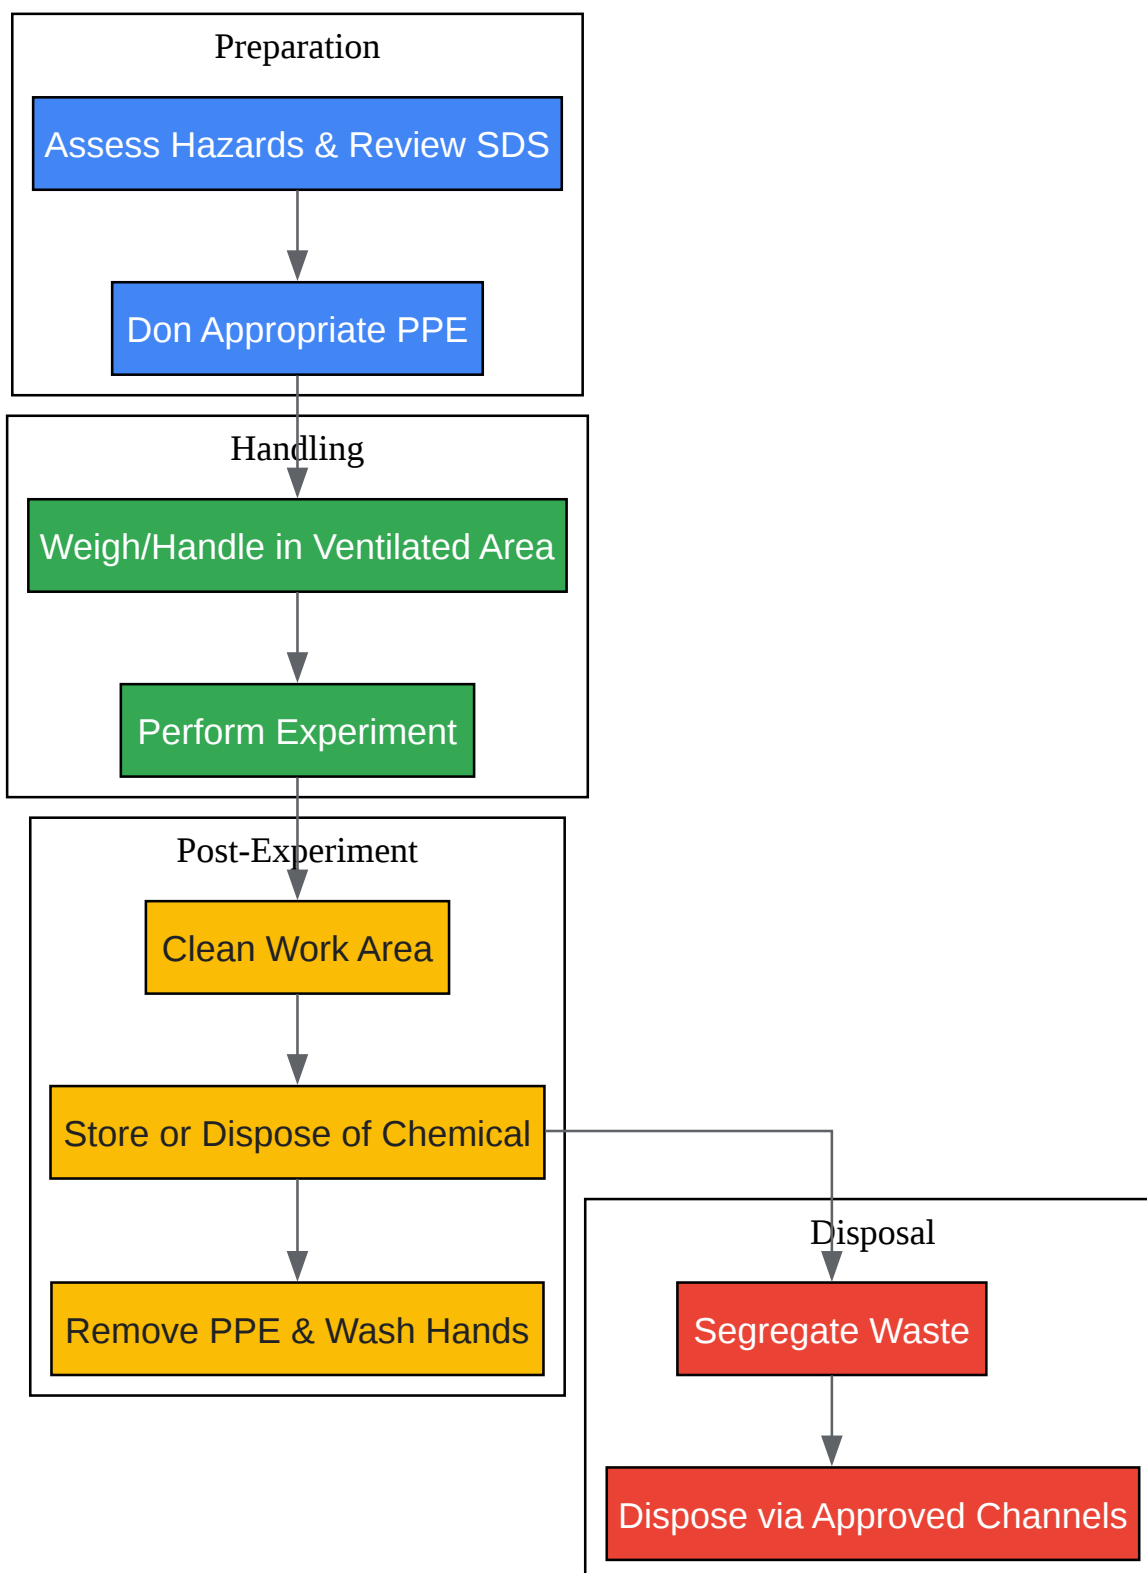 Preparation
Assess Hazards & Review SDS
Don Appropriate PPE
Handling
Weigh/Handle in Ventilated Area
Perform Experiment
Post-Experiment
Clean Work Area
Store or Dispose of Chemical
Remove PPE & Wash Hands
Disposal
Segregate Waste
Dispose via Approved Channels